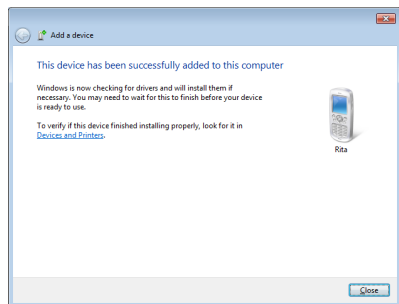 Add a device
This device has been successfully added to this computer
Windows is now checking for drivers and will install them if
necessary. You may need to wait for this to finish before your device
is ready to use.
To verify if this device finished installing properly, look for it in
Devices and Printers.
Rita
Close